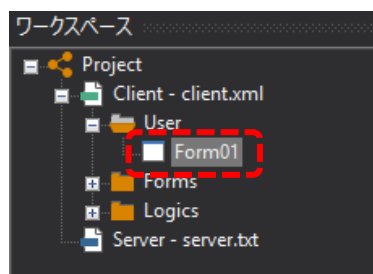 ワークスペース
Project
Client - client.xml
User
Form01
Forms
Logics
Server - server.txt